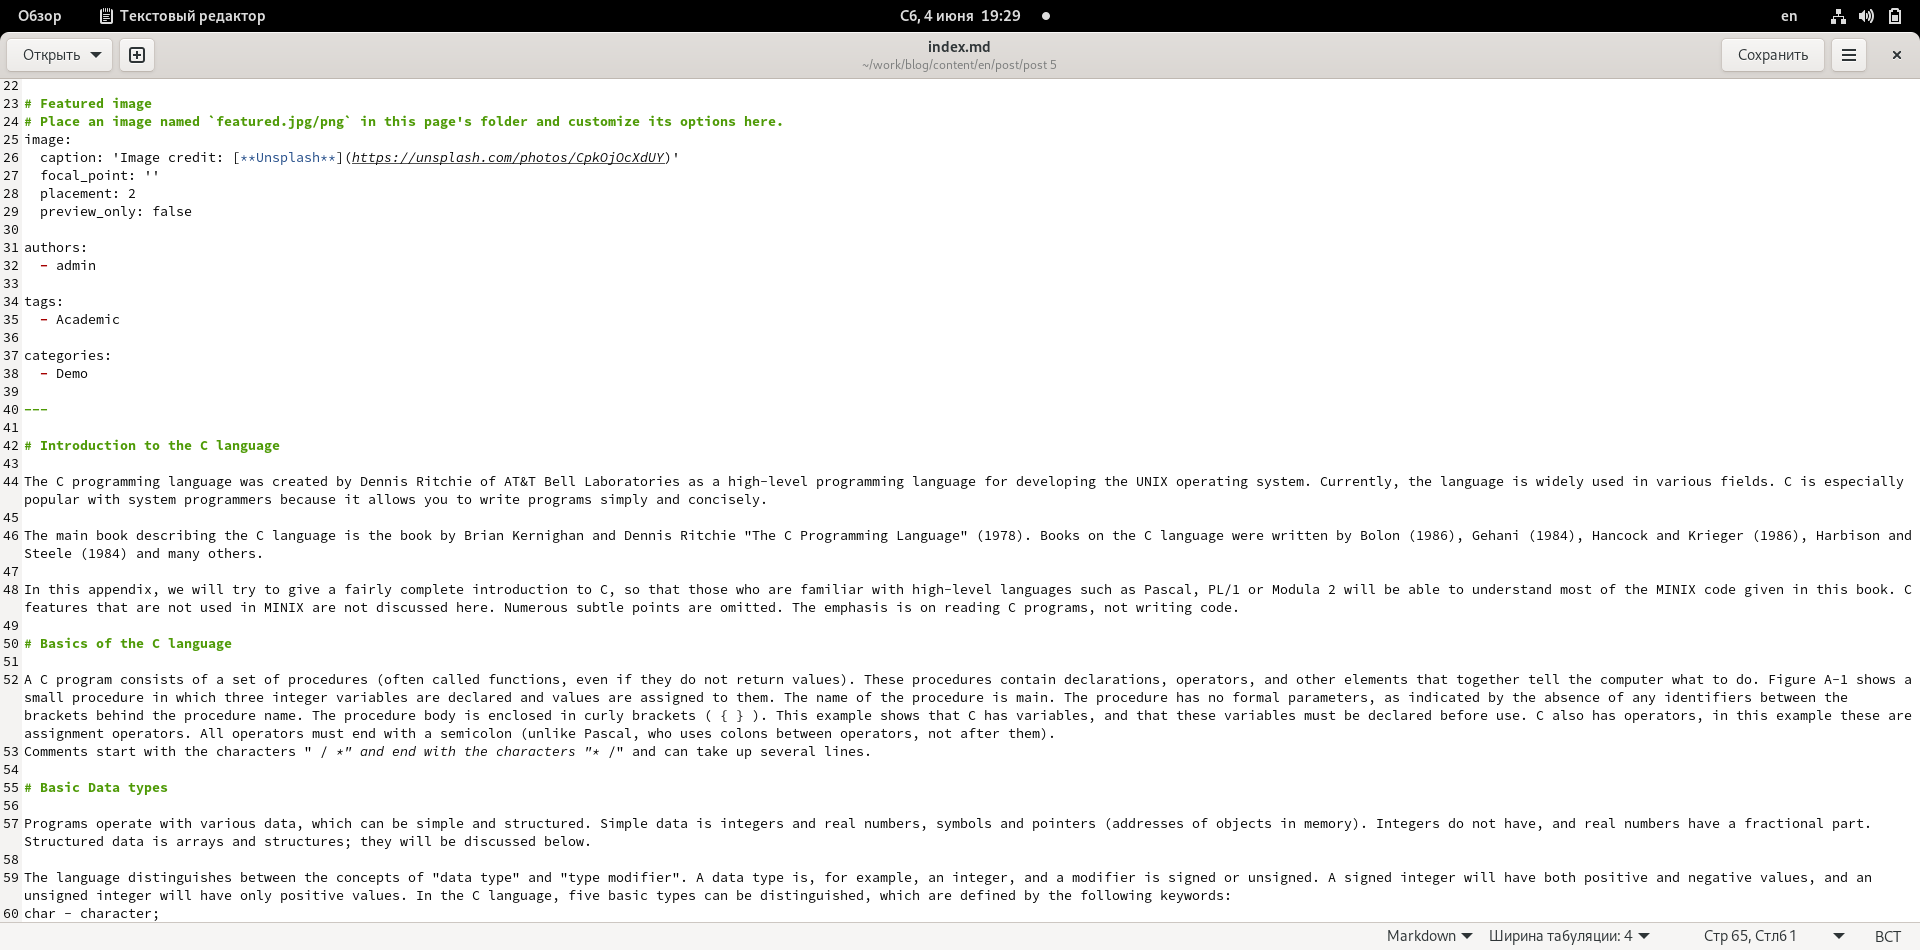 Обзор Текстовый редактор Сб, 4 июня 19:29 en
Открыть index.md Сохранить
~/work/blog/content/en/post/post 5
22
23 # Featured image
24 # Place an image named `featured.jpg/png` in this page's folder and customize its options here.
25 image:
26   caption: 'Image credit: [**Unsplash**](https://unsplash.com/photos/CpkOjOcXdUY)'
27   focal_point: ''
28   placement: 2
29   preview_only: false
30
31 authors:
32   - admin
33
34 tags:
35   - Academic
36
37 categories:
38   - Demo
39
40 ---
41
42 # Introduction to the C language
43
44 The C programming language was created by Dennis Ritchie of AT&T Bell Laboratories as a high-level programming language for developing the UNIX operating system. Currently, the language is widely used in various fields. C is especially
popular with system programmers because it allows you to write programs simply and concisely.
45
46 The main book describing the C language is the book by Brian Kernighan and Dennis Ritchie "The C Programming Language" (1978). Books on the C language were written by Bolon (1986), Gehani (1984), Hancock and Krieger (1986), Harbison and
Steele (1984) and many others.
47
48 In this appendix, we will try to give a fairly complete introduction to C, so that those who are familiar with high-level languages such as Pascal, PL/1 or Modula 2 will be able to understand most of the MINIX code given in this book. C
features that are not used in MINIX are not discussed here. Numerous subtle points are omitted. The emphasis is on reading C programs, not writing code.
49
50 # Basics of the C language
51
52 A C program consists of a set of procedures (often called functions, even if they do not return values). These procedures contain declarations, operators, and other elements that together tell the computer what to do. Figure A-1 shows a
small procedure in which three integer variables are declared and values are assigned to them. The name of the procedure is main. The procedure has no formal parameters, as indicated by the absence of any identifiers between the
brackets behind the procedure name. The procedure body is enclosed in curly brackets ( { } ). This example shows that C has variables, and that these variables must be declared before use. C also has operators, in this example these are
assignment operators. All operators must end with a semicolon (unlike Pascal, who uses colons between operators, not after them).
53 Comments start with the characters " / *" and end with the characters "* /" and can take up several lines.
54
55 # Basic Data types
56
57 Programs operate with various data, which can be simple and structured. Simple data is integers and real numbers, symbols and pointers (addresses of objects in memory). Integers do not have, and real numbers have a fractional part.
Structured data is arrays and structures; they will be discussed below.
58
59 The language distinguishes between the concepts of "data type" and "type modifier". A data type is, for example, an integer, and a modifier is signed or unsigned. A signed integer will have both positive and negative values, and an
unsigned integer will have only positive values. In the C language, five basic types can be distinguished, which are defined by the following keywords:
60 char - character;
Markdown Ширина табуляции: 4 Стр 65, Стлб1 ВСТ